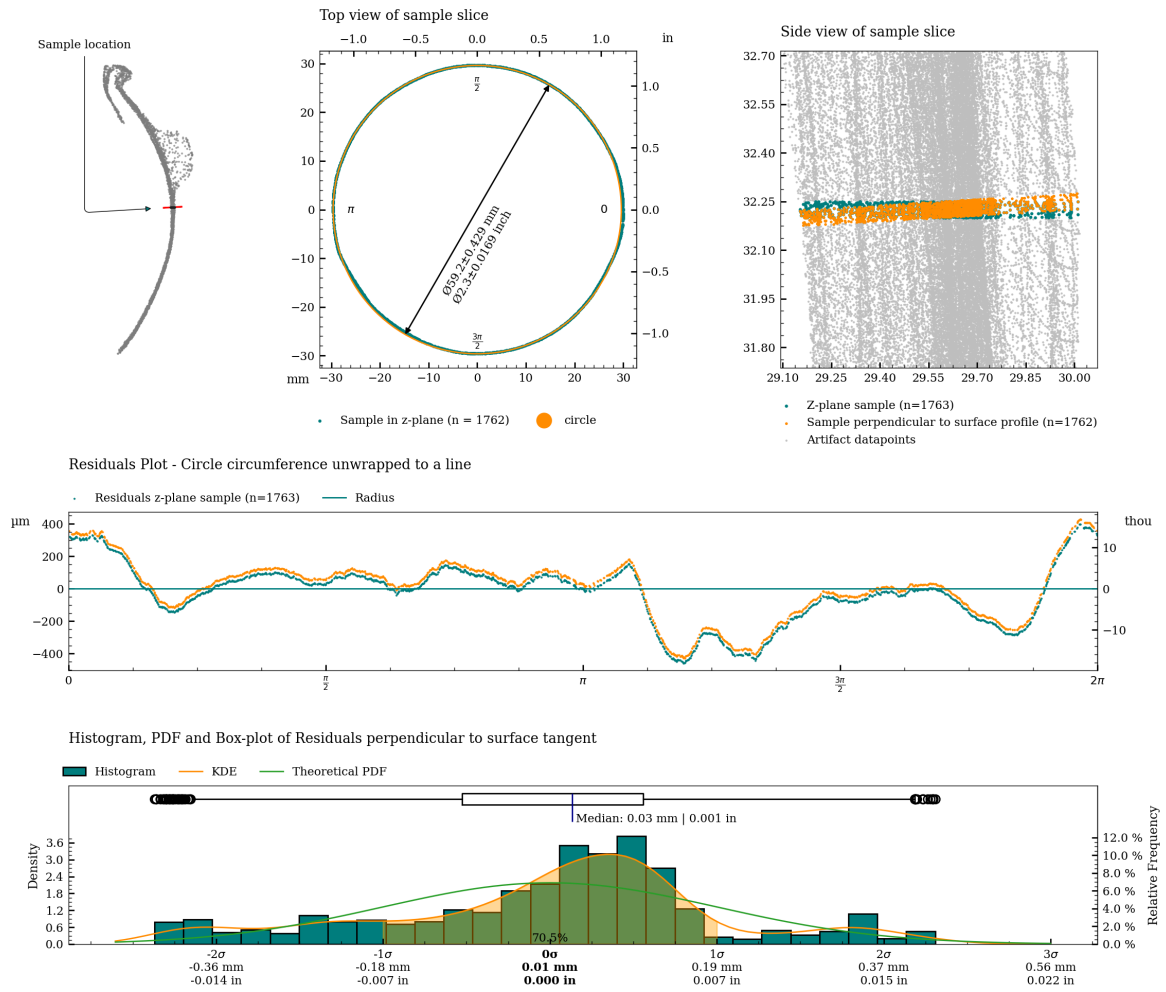 Sample location
Top view of sample slice
−1.0 −0.5 0.0 0.5 1.0 in
30
20
10
0
−10
−20
−30
mm
1.0
0.5
0.0
−0.5
−1.0
π/2
π
0
3π/2
Ø59.2±0.429 mm
Ø2.3±0.0169 inch
−30 −20 −10 0 10 20 30
Sample in z-plane (n = 1762) circle
Side view of sample slice
32.70
32.55
32.40
32.25
32.10
31.95
31.80
29.10 29.25 29.40 29.55 29.70 29.85 30.00
Z-plane sample (n=1763)
Sample perpendicular to surface profile (n=1762)
Artifact datapoints
Residuals Plot - Circle circumference unwrapped to a line
Residuals z-plane sample (n=1763) Radius
µm
400
200
0
−200
−400
thou
10
0
−10
0 π/2 π 3π/2 2π
Histogram, PDF and Box-plot of Residuals perpendicular to surface tangent
Histogram KDE Theoretical PDF
Median: 0.03 mm | 0.001 in
Density
3.6
3.0
2.4
1.8
1.2
0.6
0.0
Relative Frequency
12.0 %
10.0 %
8.0 %
6.0 %
4.0 %
2.0 %
0.0 %
70.5%
-2σ -1σ 0σ 1σ 2σ 3σ
-0.36 mm -0.18 mm 0.01 mm 0.19 mm 0.37 mm 0.56 mm
-0.014 in -0.007 in 0.000 in 0.007 in 0.015 in 0.022 in